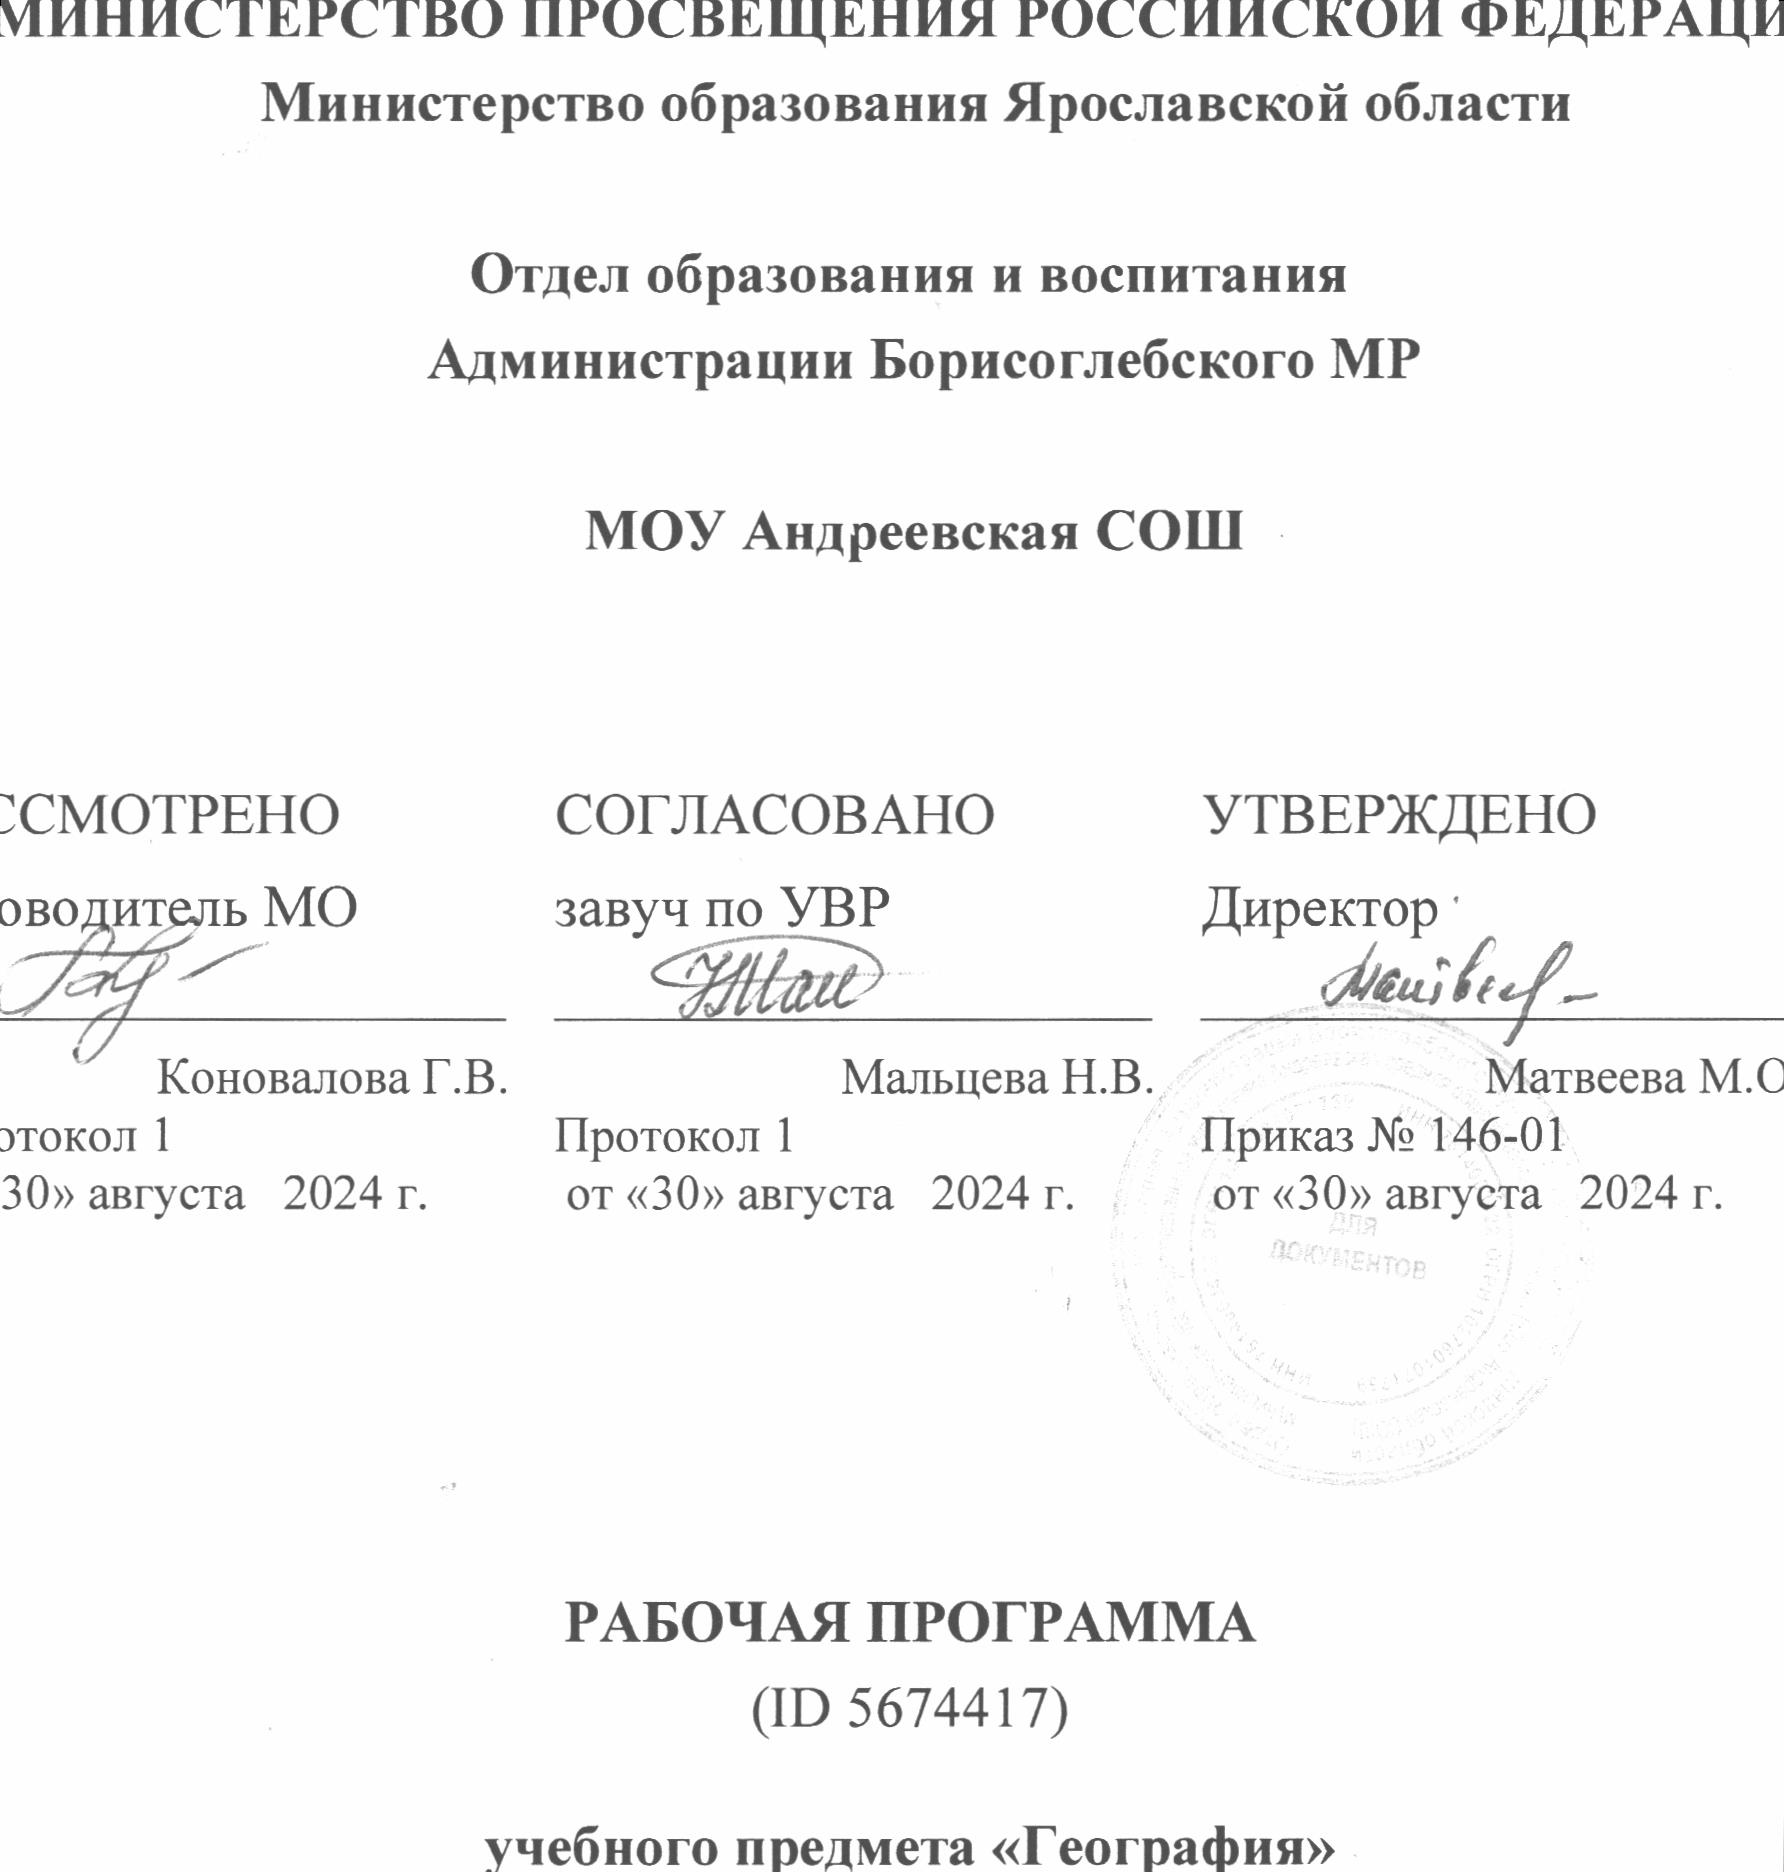 МИНИСТЕРСТВО ПРОСВЕЩЕНИЯ РОССИЙСКОЙ ФЕДЕРАЦИ
Министерство образования Ярославской области
Отдел образования и воспитания
Администрации Борисоглебского МР
МОУ Андреевская СОШ
ССМОТРЕНО СОГЛАСОВАНО УТВЕРЖДЕНО
оводитель МО завуч по УВР Директор
Коновалова Г.В. Мальцева Н.В. Матвеева М.О
отокол 1 Протокол 1 Приказ № 146-01
30» августа 2024 г. от «30» августа 2024 г. от «30» августа 2024 г.
ДЛЯ
ДОКУМЕНТОВ
РАБОЧАЯ ПРОГРАММА
(ID 5674417)
учебного предмета «География»